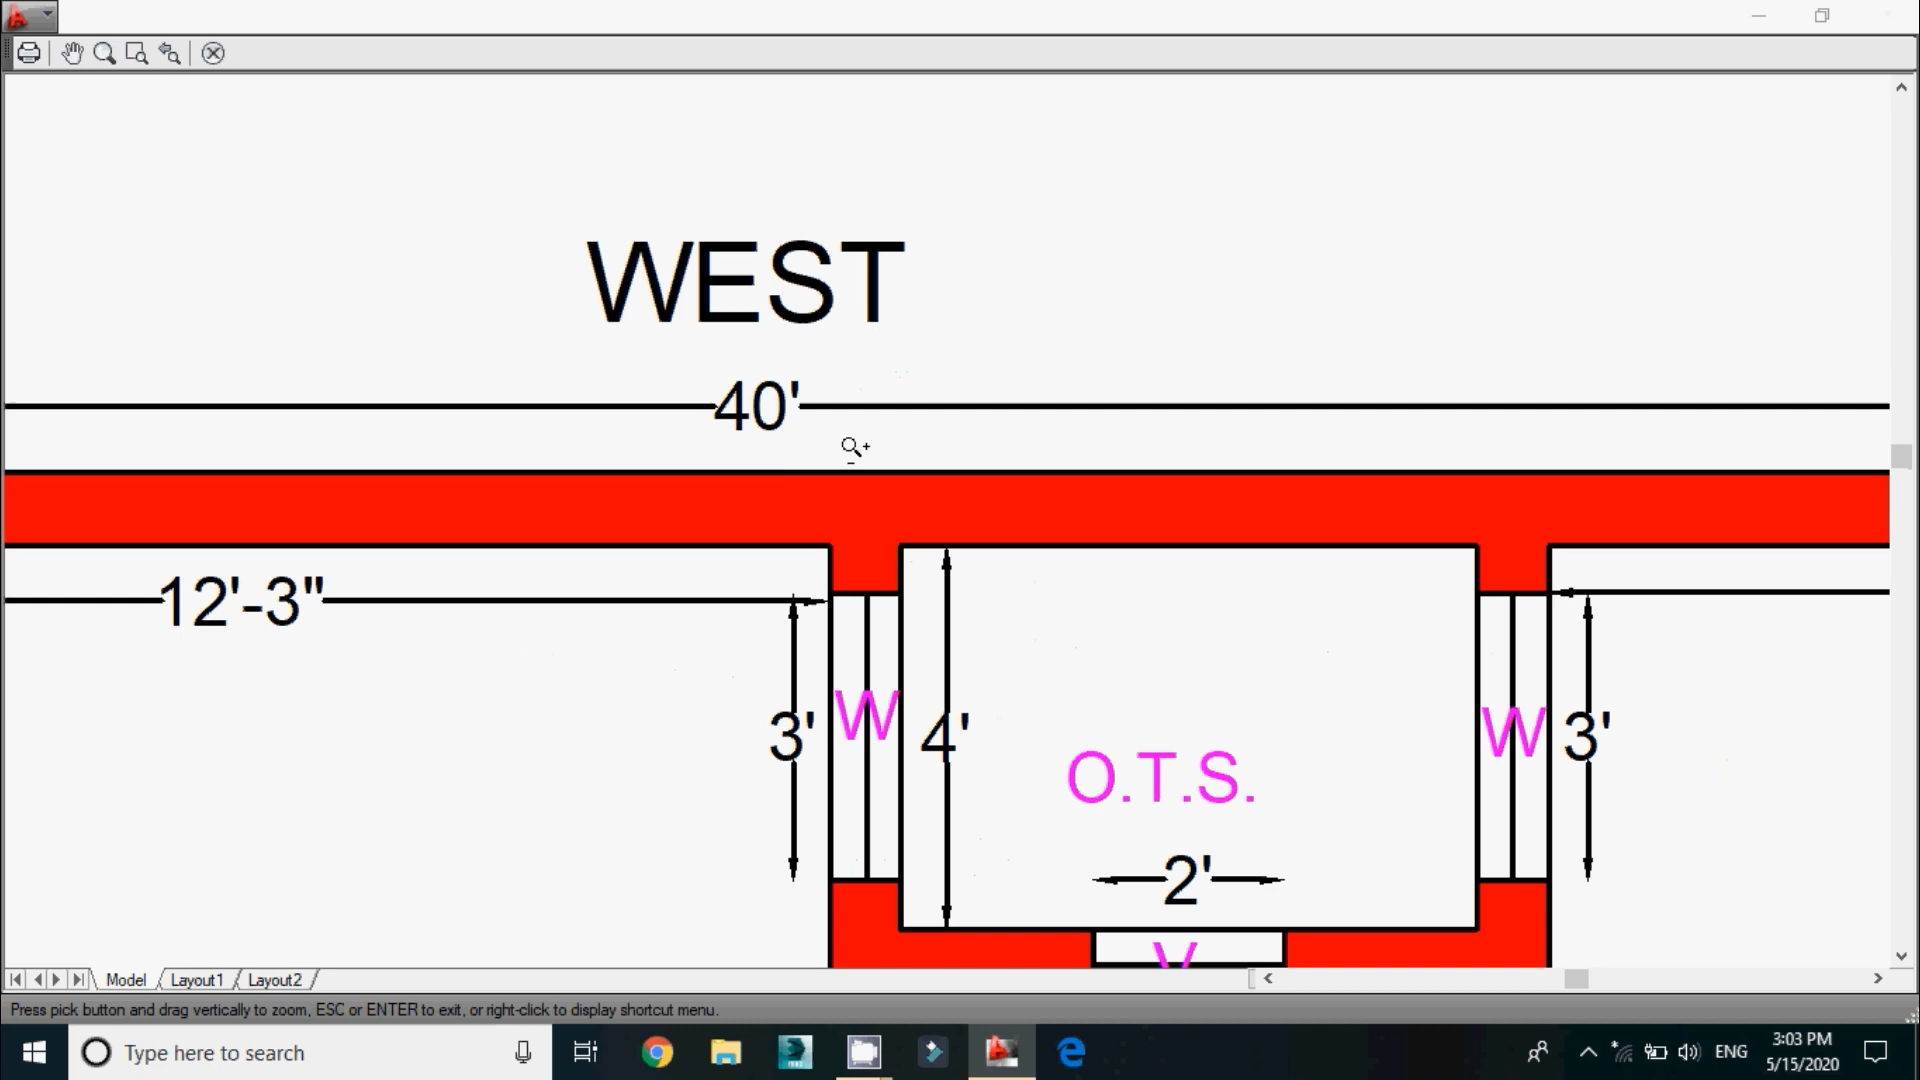 WEST
40'
12'-3"
3'
W
4'
W
3'
O.T.S.
2'
V
Model
Layout1
Layout2
Press pick button and drag vertically to zoom, ESC or ENTER to exit, or right-click to display shortcut menu.
Type here to search
ENG
3:03 PM
5/15/2020